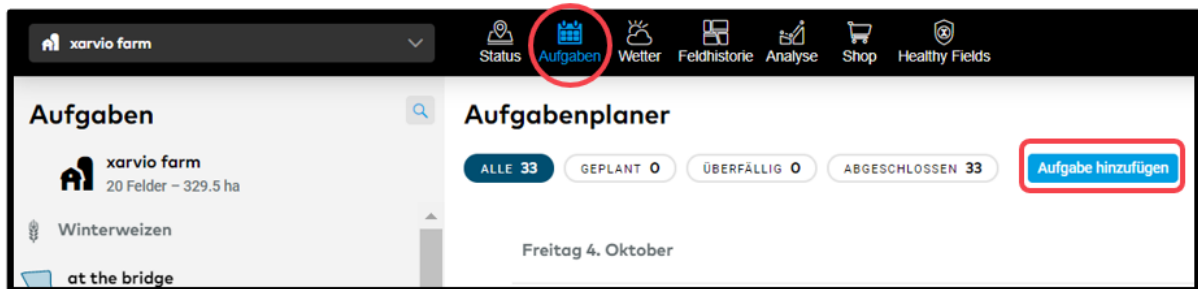 xarvio farm
Status Aufgaben Wetter Feldhistorie Analyse Shop Healthy Fields
Aufgaben
xarvio farm
20 Felder – 329.5 ha
Winterweizen
at the bridge
Aufgabenplaner
ALLE 33 GEPLANT 0 ÜBERFÄLLIG 0 ABGESCHLOSSEN 33 Aufgabe hinzufügen
Freitag 4. Oktober